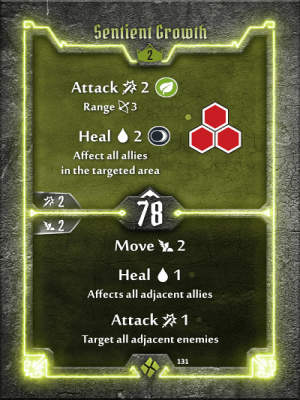 Sentient Growth
2
Attack 2
Range 3
Heal 2
Affect all allies
in the targeted area
2
78
2
Move 2
Heal 1
Affects all adjacent allies
Attack 1
Target all adjacent enemies
131